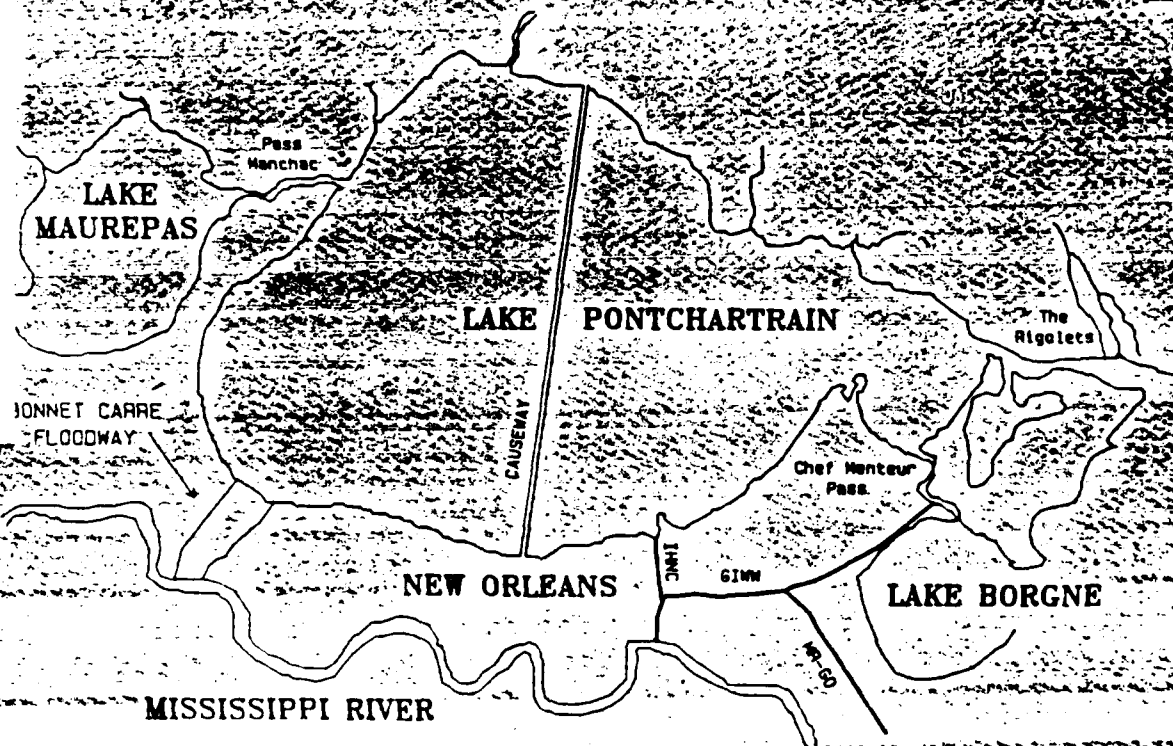 Pass
Manchac
LAKE
MAUREPAS
LAKE PONTCHARTRAIN
The
Rigolets
BONNET CARRE
FLOODWAY
CAUSEWAY
Chef Menteur
Pass
IHNC
GIWW
NEW ORLEANS
LAKE BORGNE
MR-GO
MISSISSIPPI RIVER